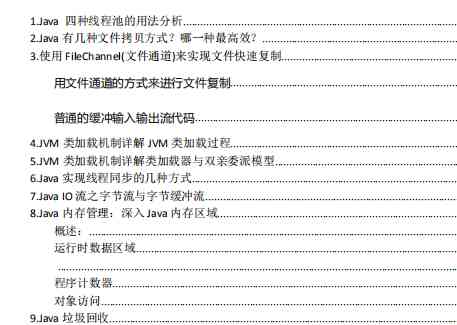 1.Java 四种线程池的用法分析
2.Java 有几种文件拷贝方式？哪一种最高效？
3.使用 FileChannel(文件通道)来实现文件快速复制
用文件通道的方式来进行文件复制
普通的缓冲输入输出流代码
4.JVM 类加载机制详解 JVM 类加载过程
5.JVM 类加载机制详解类加载器与双亲委派模型
6.Java 实现线程同步的几种方式
7.Java IO 流之字节流与字节缓冲流
8.Java 内存管理：深入 Java 内存区域
概述：
运行时数据区域
程序计数器
对象访问
9.Java 垃圾回收